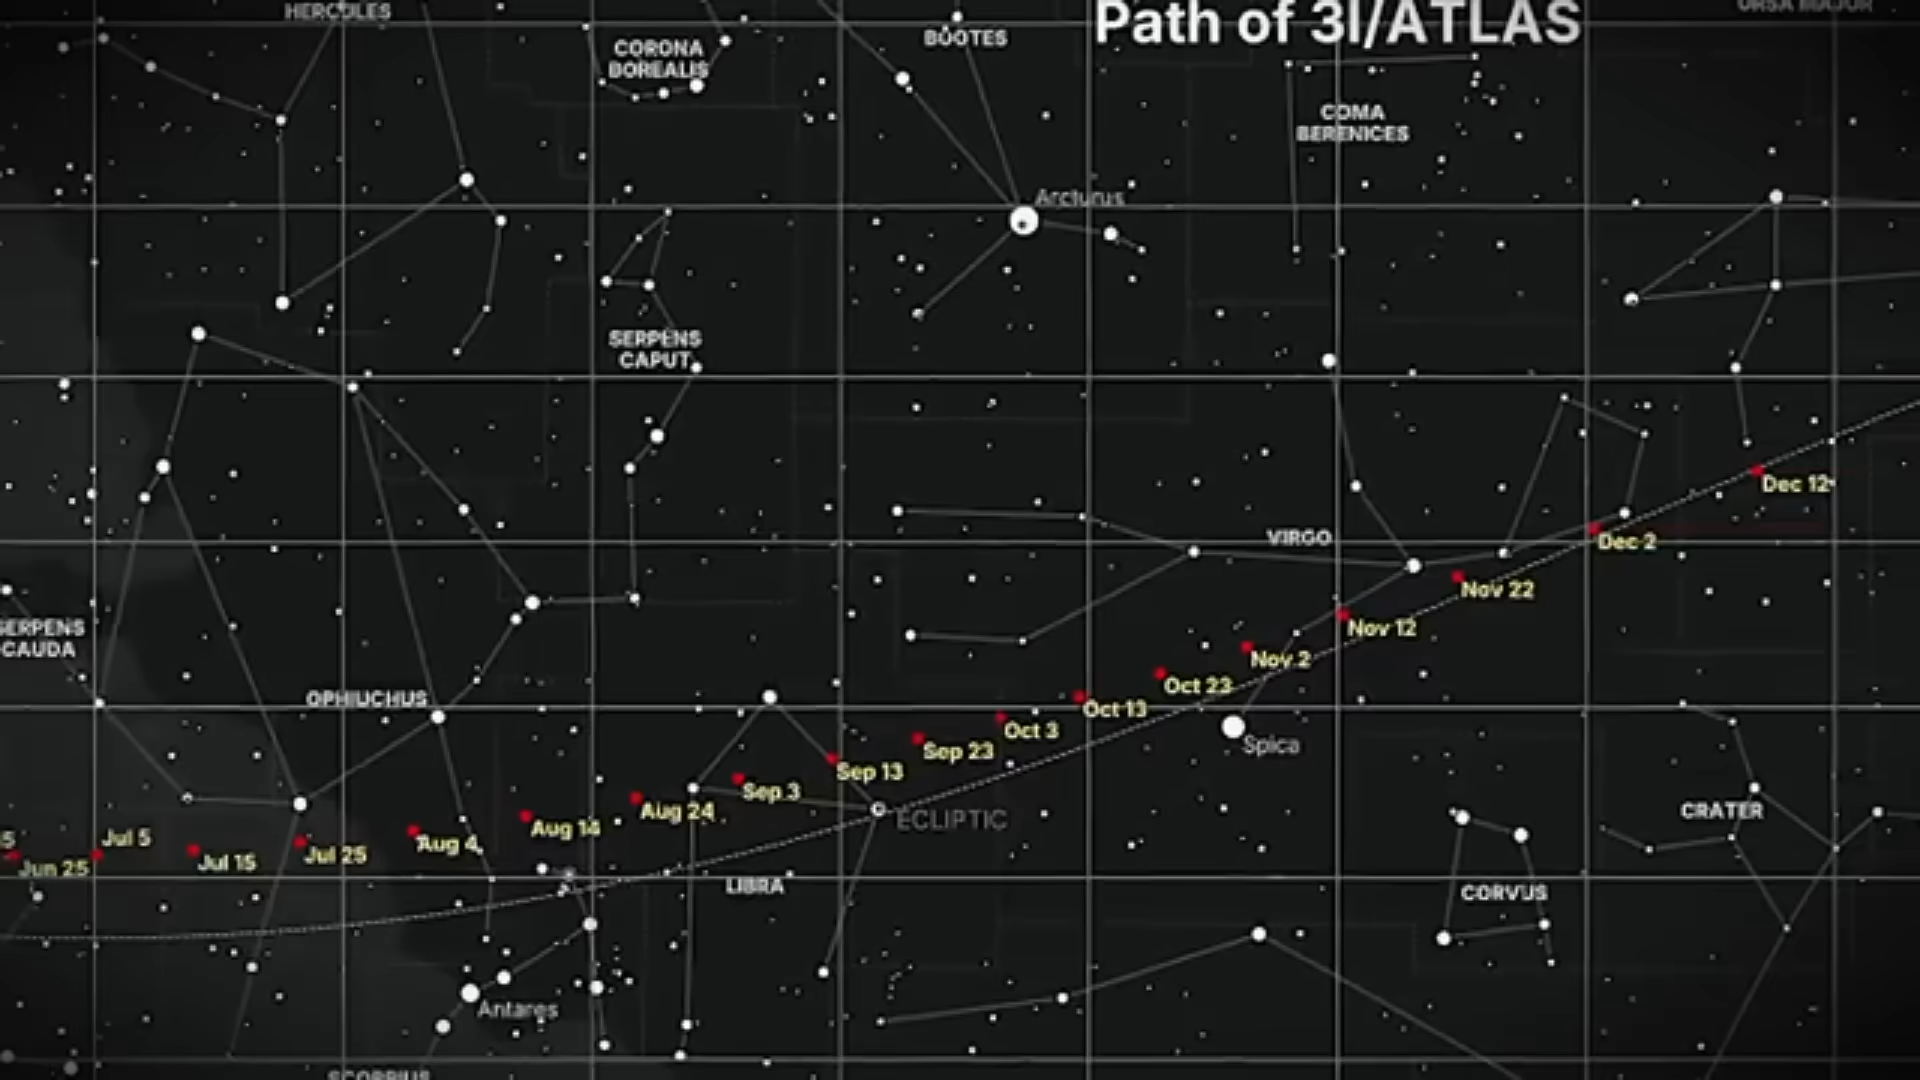 HERCULES
Path of 3I/ATLAS
URSA MAJOR
BOÖTES
CORONA
BOREALIS
COMA
BERENICES
Arcturus
SERPENS
CAPUT
Dec 12
VIRGO
Dec 2
Nov 22
SERPENS
CAUDA
Nov 12
Nov 2
Oct 23
OPHIUCHUS
Oct 13
Oct 3
Spica
Sep 23
Sep 13
Sep 3
Aug 24
CRATER
ECLIPTIC
Aug 14
Jul 5
Aug 4
5
Jul 25
Jul 15
Jun 25
LIBRA
CORVUS
Antares
SCORPIUS